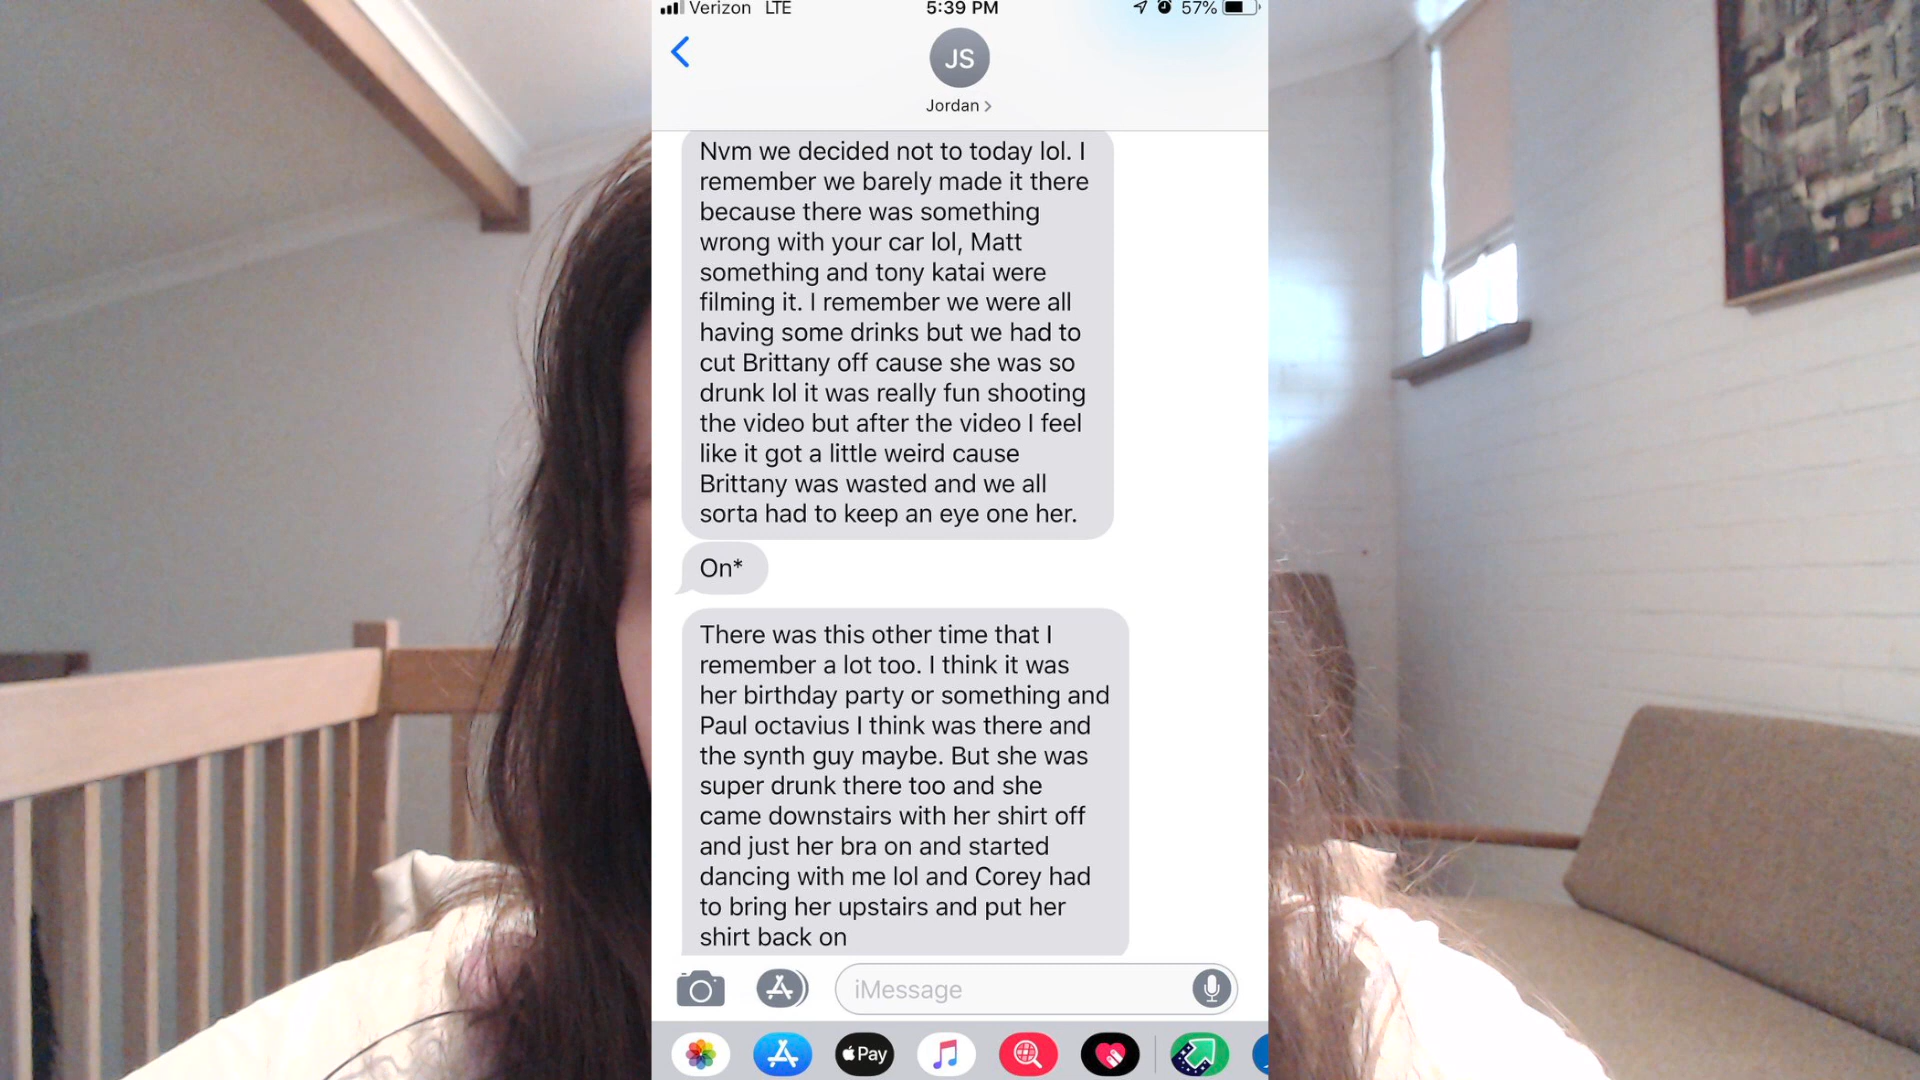 Verizon LTE 5:39 PM 57%
JS
Jordan
Nvm we decided not to today lol. I
remember we barely made it there
because there was something
wrong with your car lol, Matt
something and tony katai were
filming it. I remember we were all
having some drinks but we had to
cut Brittany off cause she was so
drunk lol it was really fun shooting
the video but after the video I feel
like it got a little weird cause
Brittany was wasted and we all
sorta had to keep an eye one her.
On*
There was this other time that I
remember a lot too. I think it was
her birthday party or something and
Paul octavius I think was there and
the synth guy maybe. But she was
super drunk there too and she
came downstairs with her shirt off
and just her bra on and started
dancing with me lol and Corey had
to bring her upstairs and put her
shirt back on
iMessage
Pay